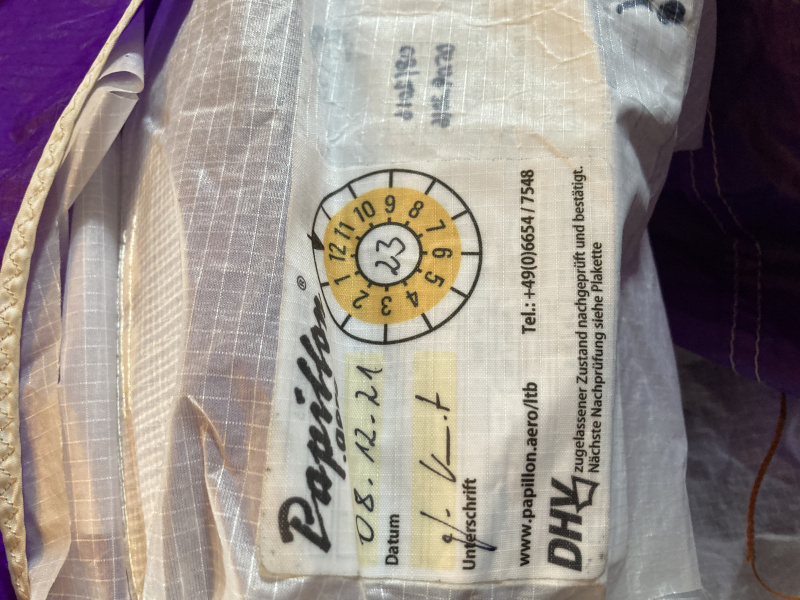 Papillon®
.aero
08.12.21
Datum
Unterschrift
12 11 10 9 8 7 6 5 4 3 2 1
23
www.papillon.aero/ltb Tel.: +49(0)6654 / 7548
DHV zugelassener Zustand nachgeprüft und bestätigt.
Nächste Nachprüfung siehe Plakette